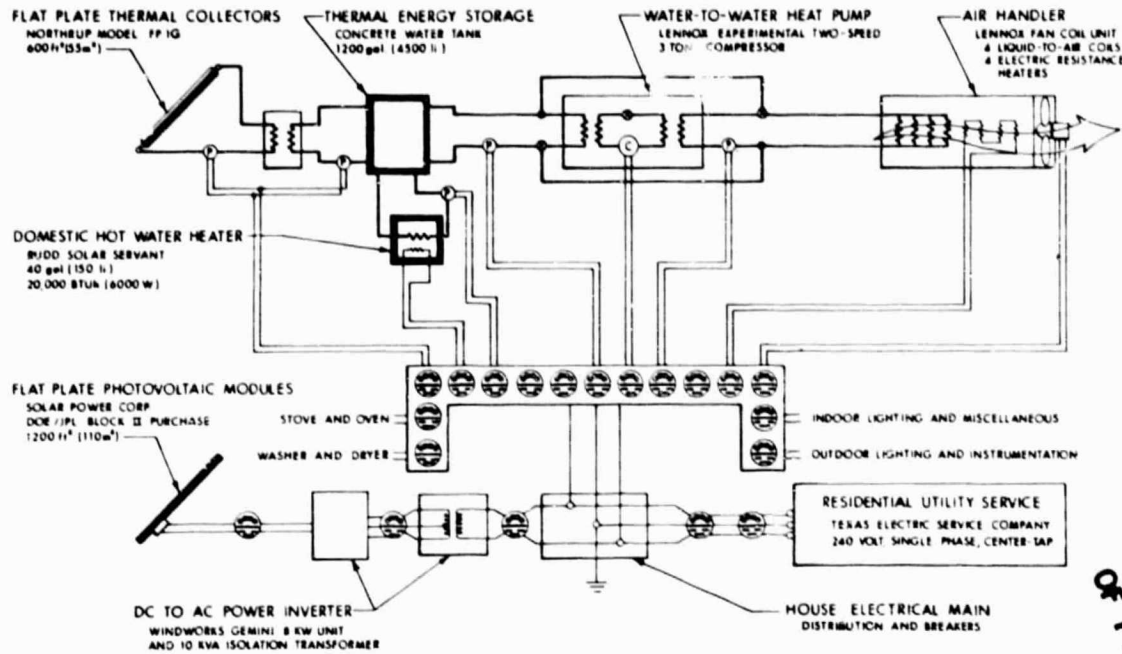 FLAT PLATE THERMAL COLLECTORS
NORTHRUP MODEL FP 1G
600 ft² (55m²)
THERMAL ENERGY STORAGE
CONCRETE WATER TANK
1200 gal (4500 li)
WATER-TO-WATER HEAT PUMP
LENNOX EXPERIMENTAL TWO-SPEED
3 TON COMPRESSOR
AIR HANDLER
LENNOX FAN COIL UNIT
4 LIQUID-TO-AIR COILS
4 ELECTRIC RESISTANCE
HEATERS
P
P
P
P
C
P
DOMESTIC HOT WATER HEATER
RUDD SOLAR SERVANT
40 gal (150 li)
20,000 BTUh (6000 W)
FLAT PLATE PHOTOVOLTAIC MODULES
SOLAR POWER CORP
DOE/JPL BLOCK II PURCHASE
1200 ft² (110m²)
STOVE AND OVEN
WASHER AND DRYER
INDOOR LIGHTING AND MISCELLANEOUS
OUTDOOR LIGHTING AND INSTRUMENTATION
RESIDENTIAL UTILITY SERVICE
TEXAS ELECTRIC SERVICE COMPANY
240 VOLT SINGLE PHASE, CENTER-TAP
DC TO AC POWER INVERTER
WINDWORKS GEMINI 8 KW UNIT
AND 10 KVA ISOLATION TRANSFORMER
HOUSE ELECTRICAL MAIN
DISTRIBUTION AND BREAKERS